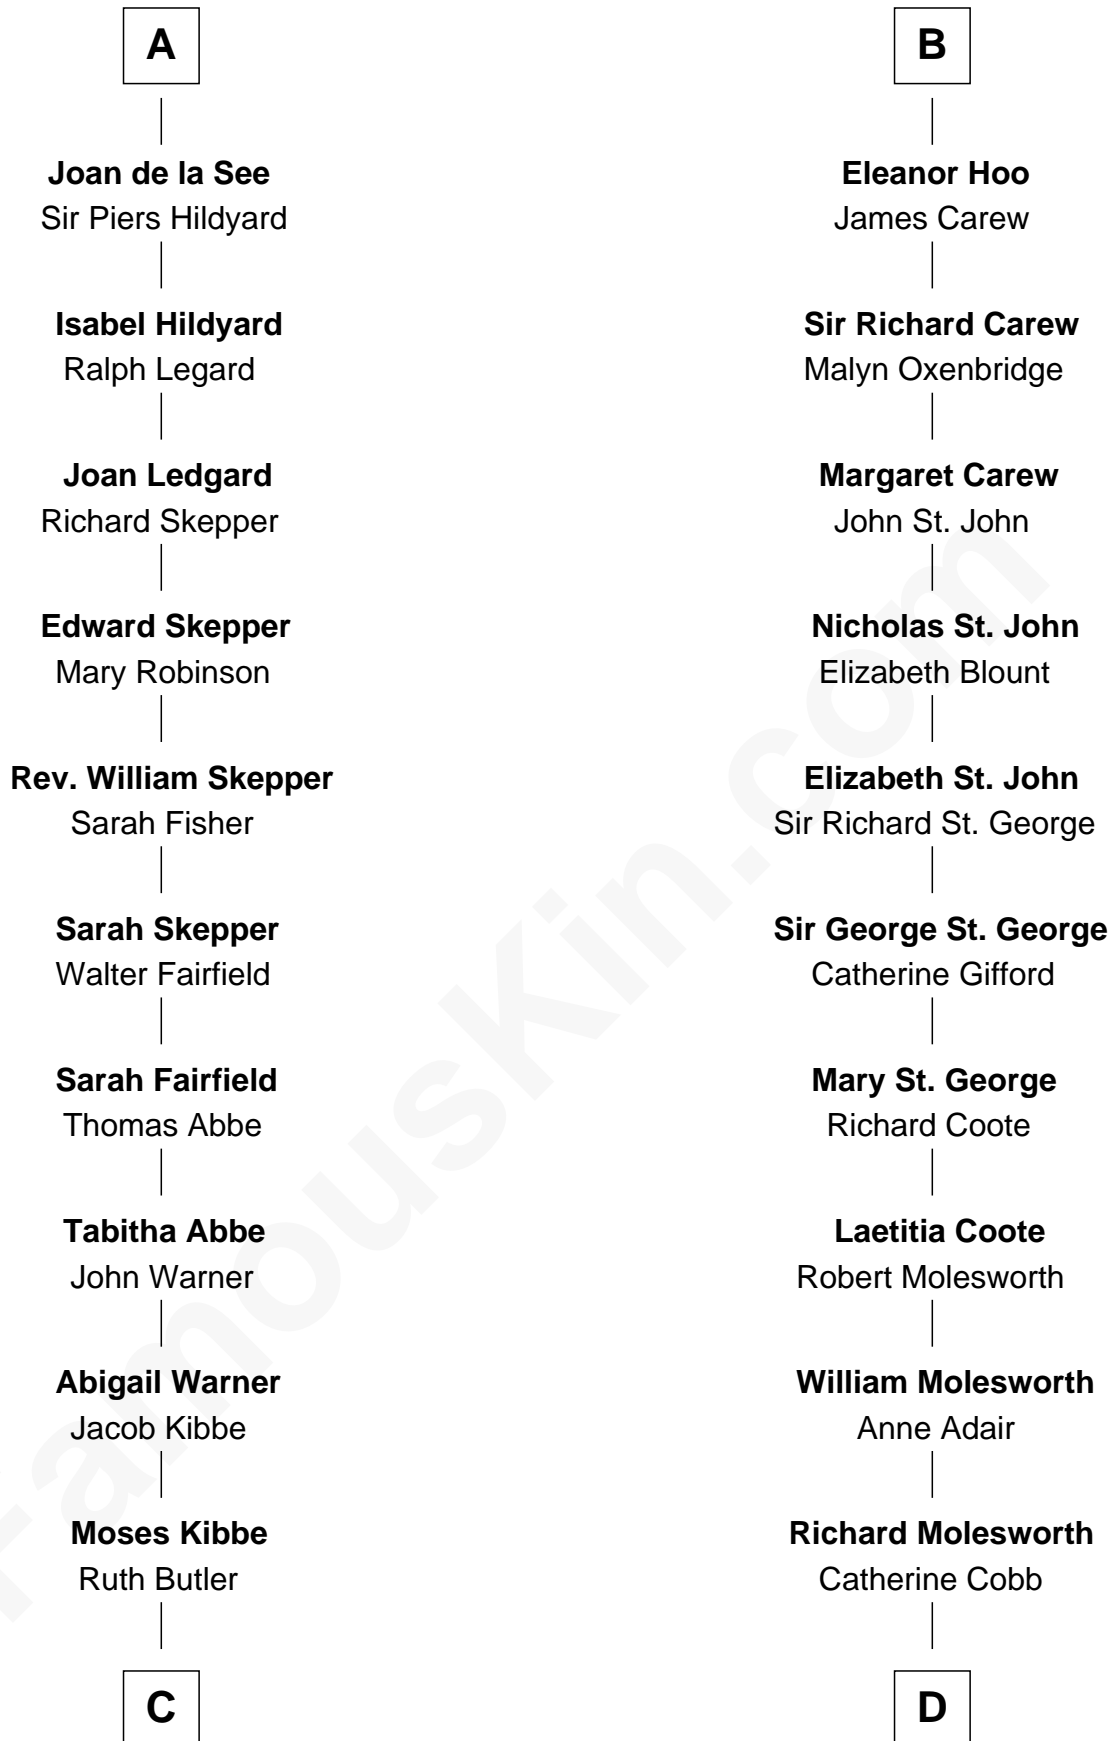 A
Joan de la See
Sir Piers Hildyard
Isabel Hildyard
Ralph Legard
Joan Ledgard
Richard Skepper
Edward Skepper
Mary Robinson
Rev. William Skepper
Sarah Fisher
Sarah Skepper
Walter Fairfield
Sarah Fairfield
Thomas Abbe
Tabitha Abbe
John Warner
Abigail Warner
Jacob Kibbe
Moses Kibbe
Ruth Butler
C
B
Eleanor Hoo
James Carew
Sir Richard Carew
Malyn Oxenbridge
Margaret Carew
John St. John
Nicholas St. John
Elizabeth Blount
Elizabeth St. John
Sir Richard St. George
Sir George St. George
Catherine Gifford
Mary St. George
Richard Coote
Laetitia Coote
Robert Molesworth
William Molesworth
Anne Adair
Richard Molesworth
Catherine Cobb
D
FamousKin.com